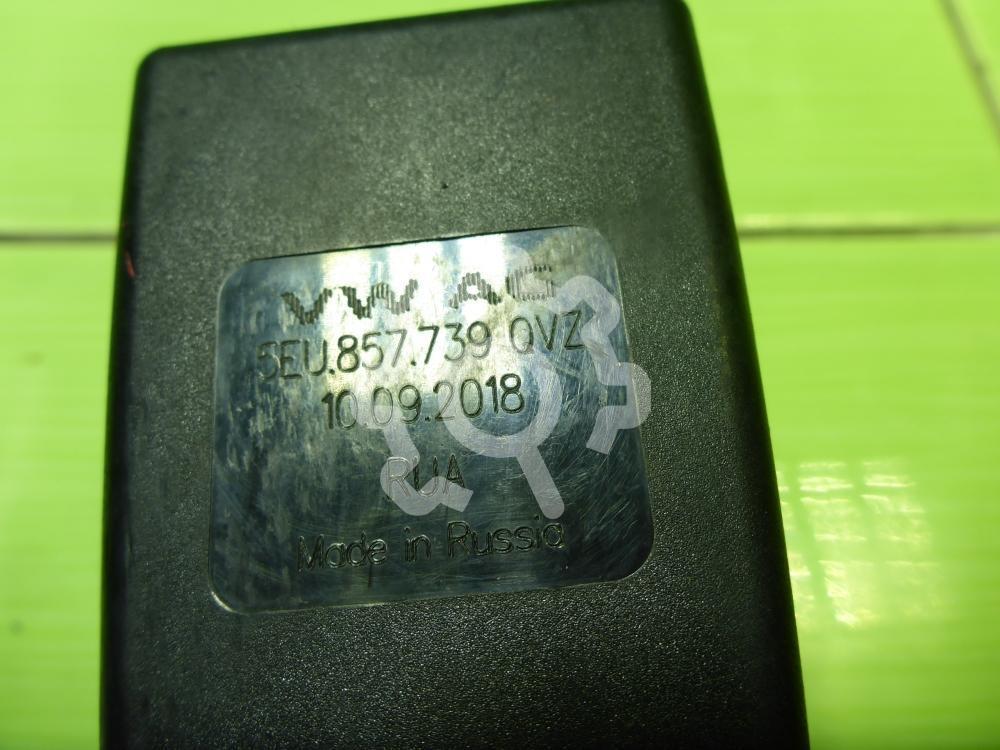 VW AG
5EU.857.739 QVZ
10.09.2018
RUA
Made in Russia